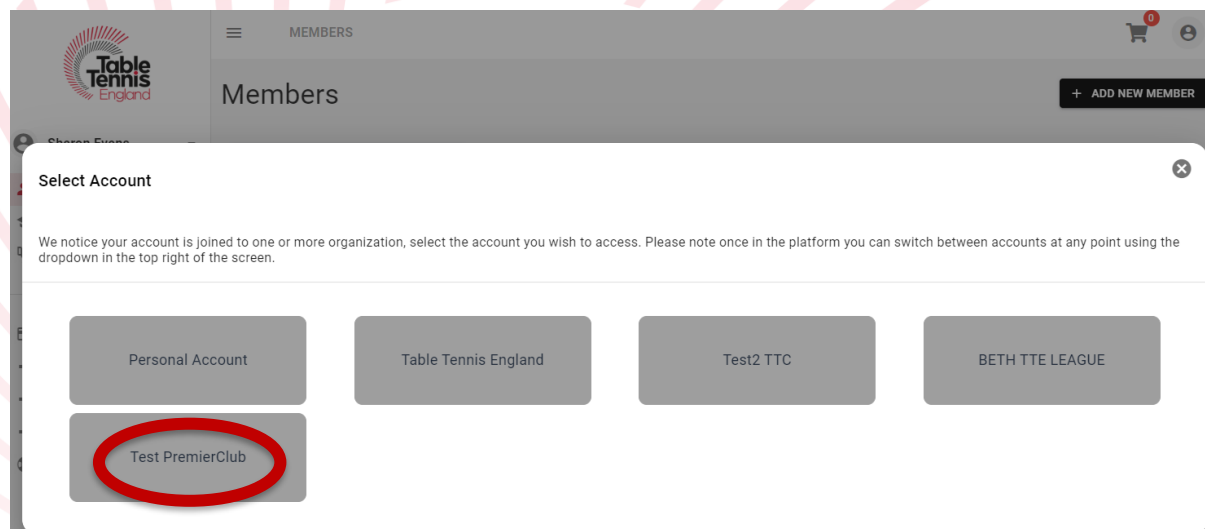 Table
Tennis
England
MEMBERS
0
Members
+ ADD NEW MEMBER
Sharon Evans
Select Account
We notice your account is joined to one or more organization, select the account you wish to access. Please note once in the platform you can switch between accounts at any point using the
dropdown in the top right of the screen.
Personal Account
Table Tennis England
Test2 TTC
BETH TTE LEAGUE
Test PremierClub